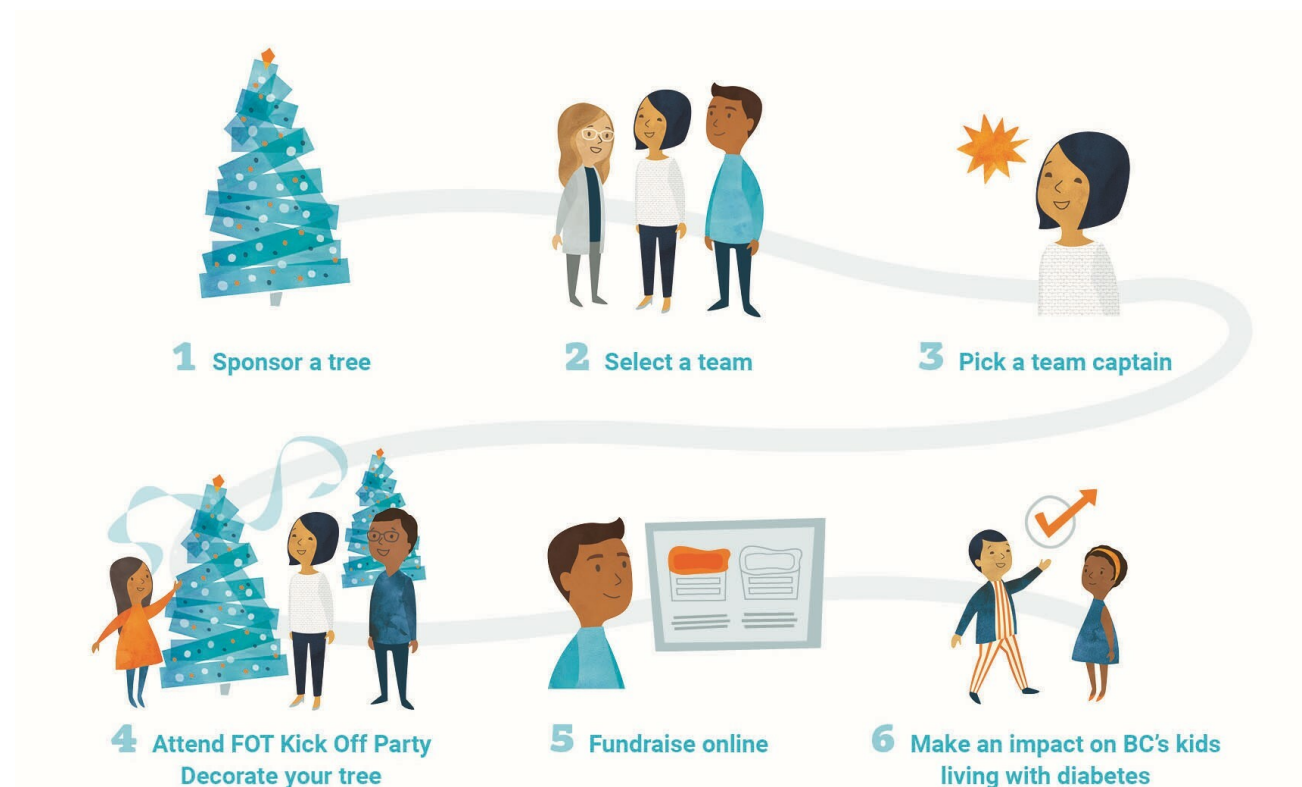 1 Sponsor a tree
2 Select a team
3 Pick a team captain
4 Attend FOT Kick Off Party
Decorate your tree
5 Fundraise online
6 Make an impact on BC's kids
living with diabetes